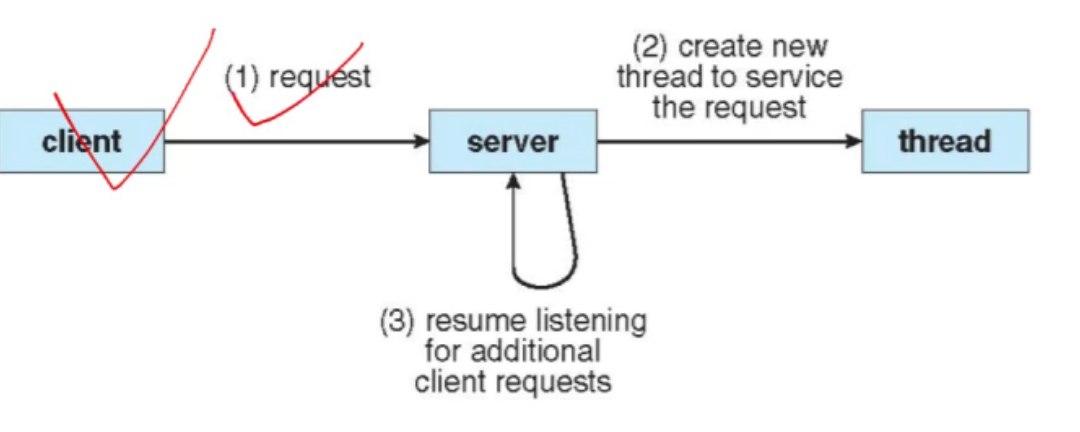 client
(1) request
server
(2) create new
thread to service
the request
thread
(3) resume listening
for additional
client requests